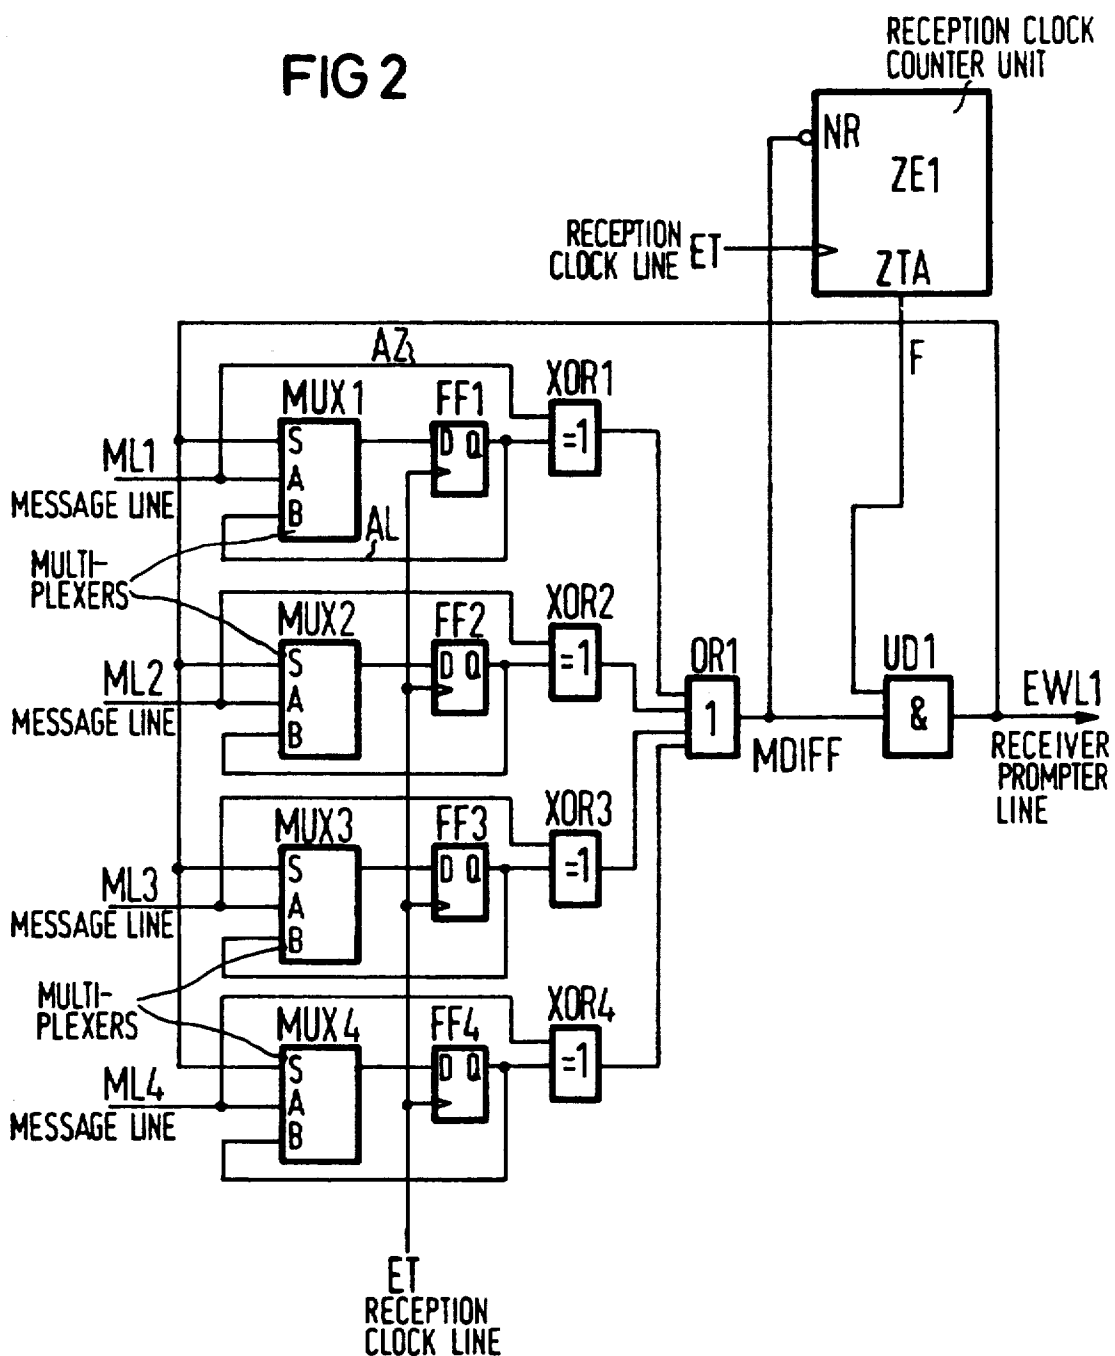 FIG 2
RECEPTION CLOCK
COUNTER UNIT
NR
ZE1
RECEPTION
CLOCK LINE
ET
ZTA
F
AZ
MUX1
FF1
XOR1
S
A
B
D Q
=1
ML1
MESSAGE LINE
AL
MULTI-
PLEXERS
MUX2
FF2
XOR2
S
A
B
D Q
=1
ML2
MESSAGE LINE
OR1
1
MDIFF
UD1
&
EWL1
RECEIVER
PROMPTER
LINE
MUX3
FF3
XOR3
S
A
B
D Q
=1
ML3
MESSAGE LINE
MULTI-
PLEXERS
MUX4
FF4
XOR4
S
A
B
D Q
=1
ML4
MESSAGE LINE
ET
RECEPTION
CLOCK LINE